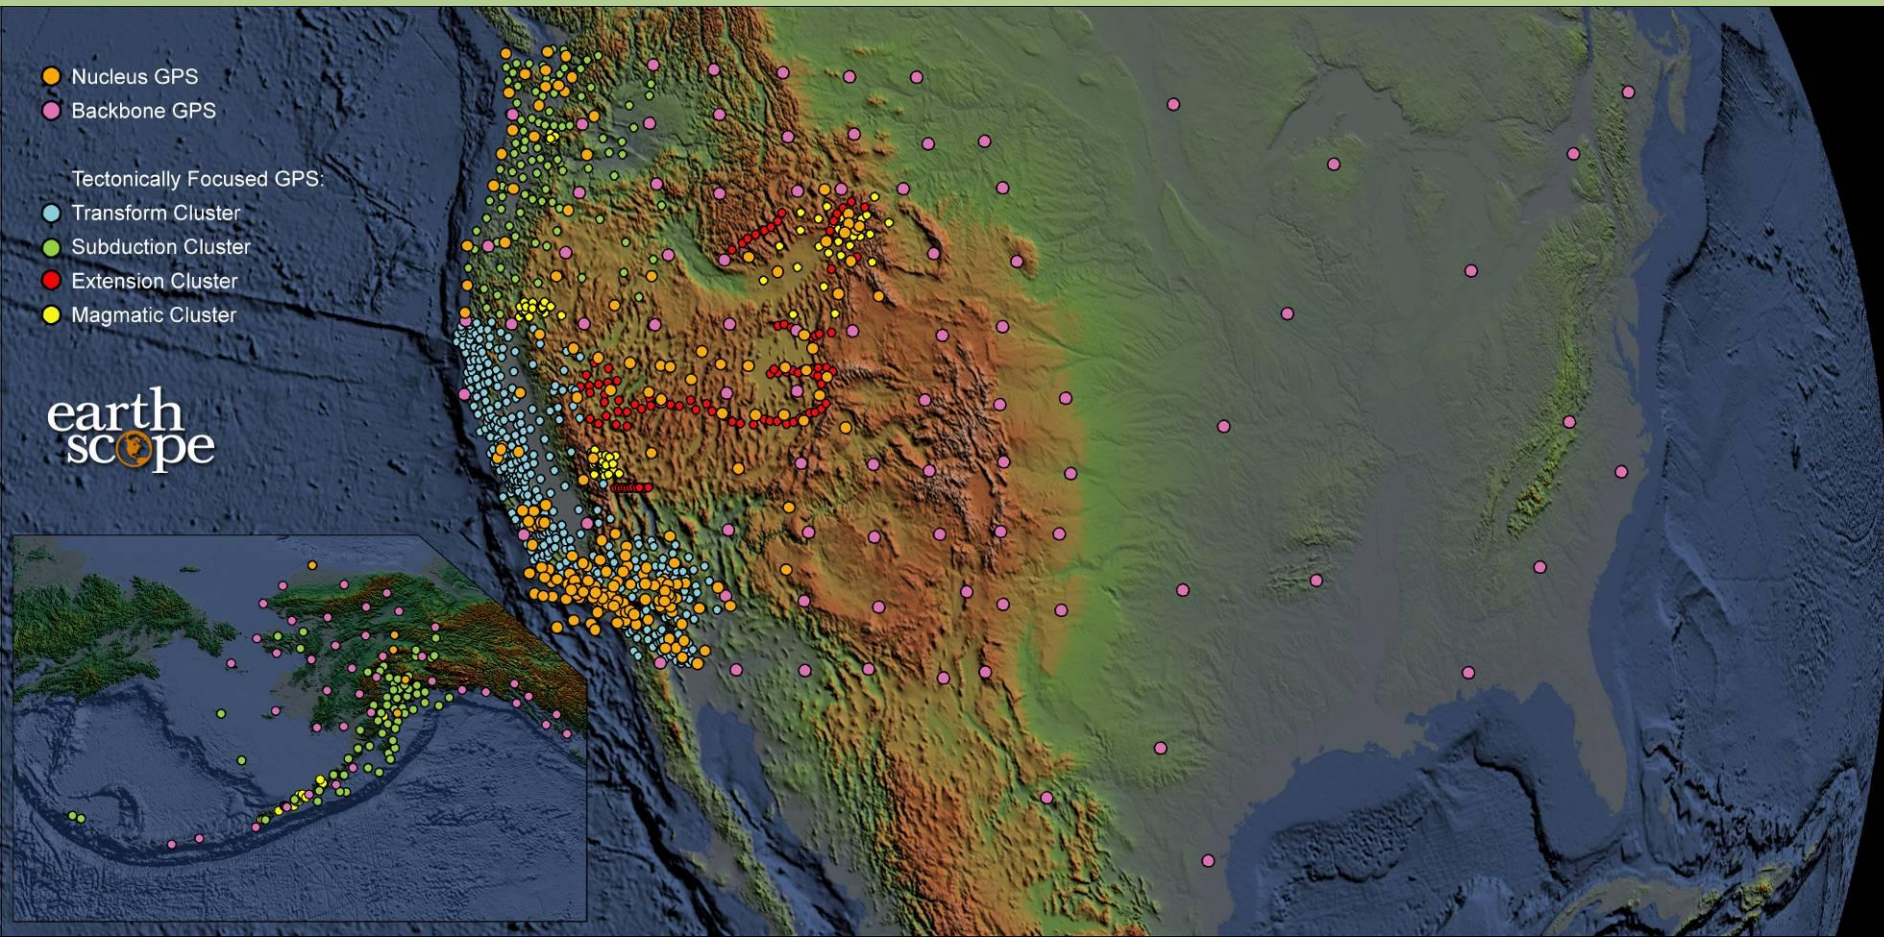 Nucleus GPS
Backbone GPS
Tectonically Focused GPS:
Transform Cluster
Subduction Cluster
Extension Cluster
Magmatic Cluster
earth
scope